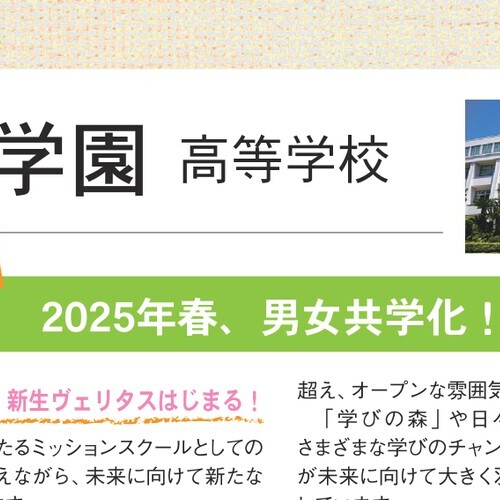 学園 高等学校
2025年春、男女共学化！
新生ヴェリタスはじまる！
たるミッションスクールとしての
えながら、未来に向けて新たな
超え、オープンな雰囲気
「学びの森」や日々
さまざまな学びのチャン
が未来に向けて大きく